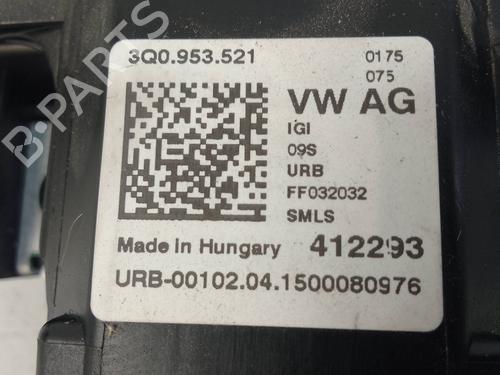 3Q0.953.521
0175
075
VW AG
IGI
09S
URB
FF032032
SMLS
Made in Hungary 412293
URB-00102.04.1500080976
B-PARTS